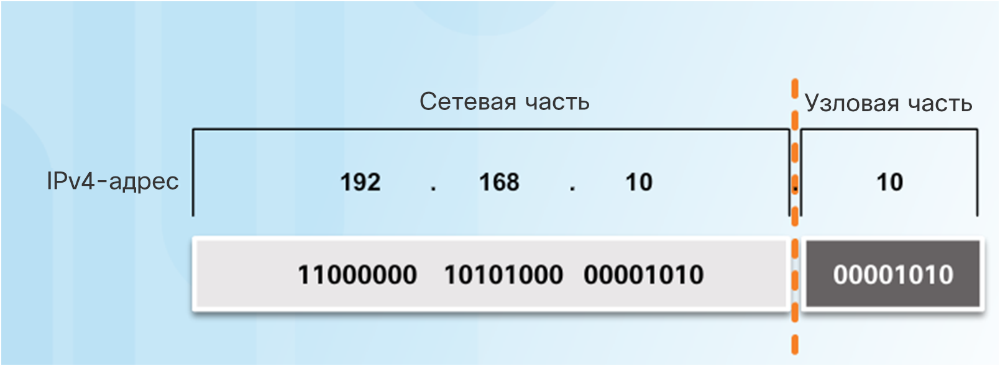 Сетевая часть Узловая часть
IPv4-адрес 192 . 168 . 10 . 10
11000000 10101000 00001010 00001010